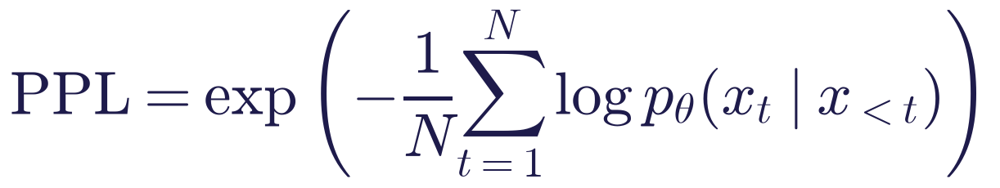 PPL = exp ( − 1/N ∑_{t=1}^{N} log p_θ(x_t | x_{<t}) )